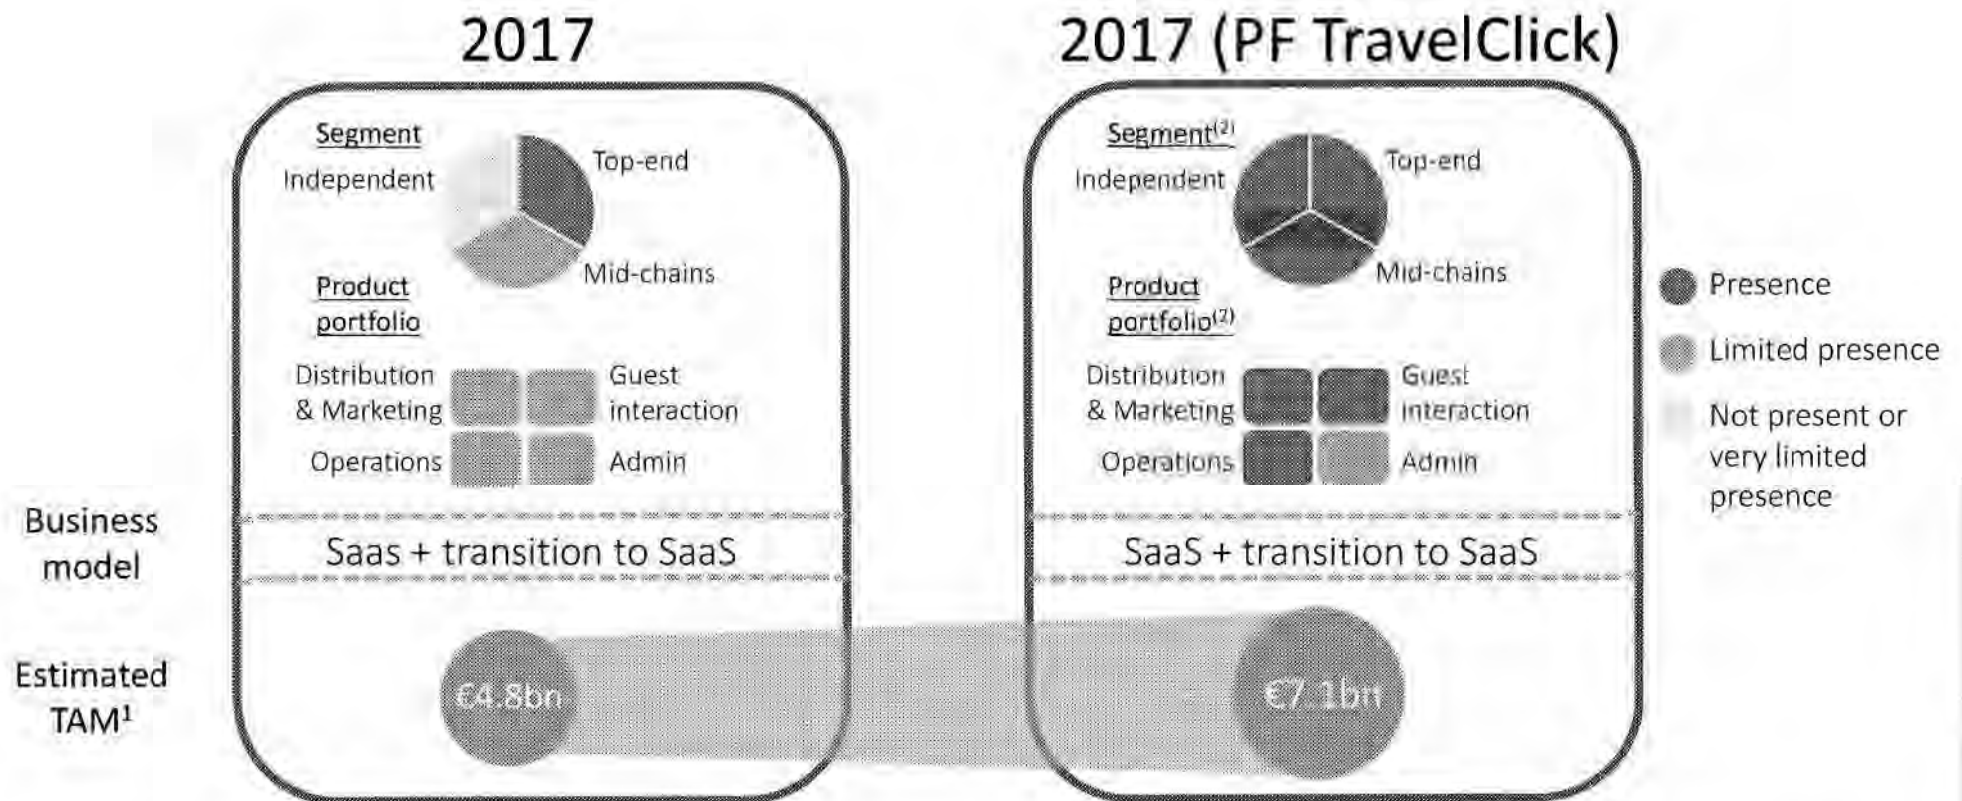 2017
Segment
Independent
Top-end
Mid-chains
Product
portfolio
Distribution
& Marketing
Guest
interaction
Operations
Admin
2017 (PF TravelClick)
Segment(2)
Independent
Top-end
Mid-chains
Product
portfolio(2)
Distribution
& Marketing
Guest
interaction
Operations
Admin
Presence
Limited presence
Not present or
very limited
presence
Business
model
Saas + transition to SaaS
SaaS + transition to SaaS
Estimated
TAM¹
€4.8bn
€7.1bn